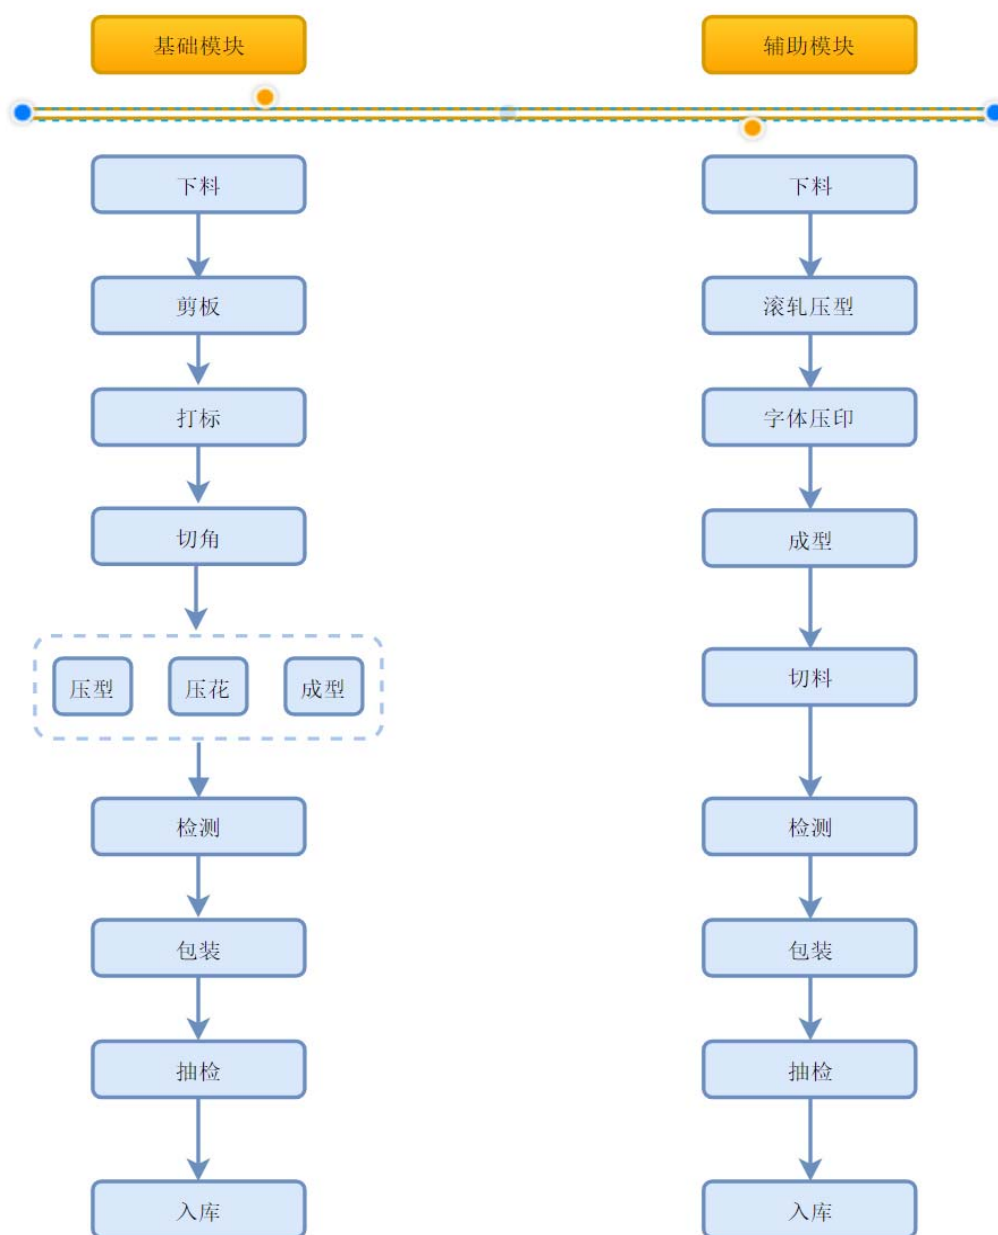 基础模块
辅助模块
下料
剪板
打标
切角
压型 压花 成型
检测
包装
抽检
入库
下料
滚轧压型
字体压印
成型
切料
检测
包装
抽检
入库